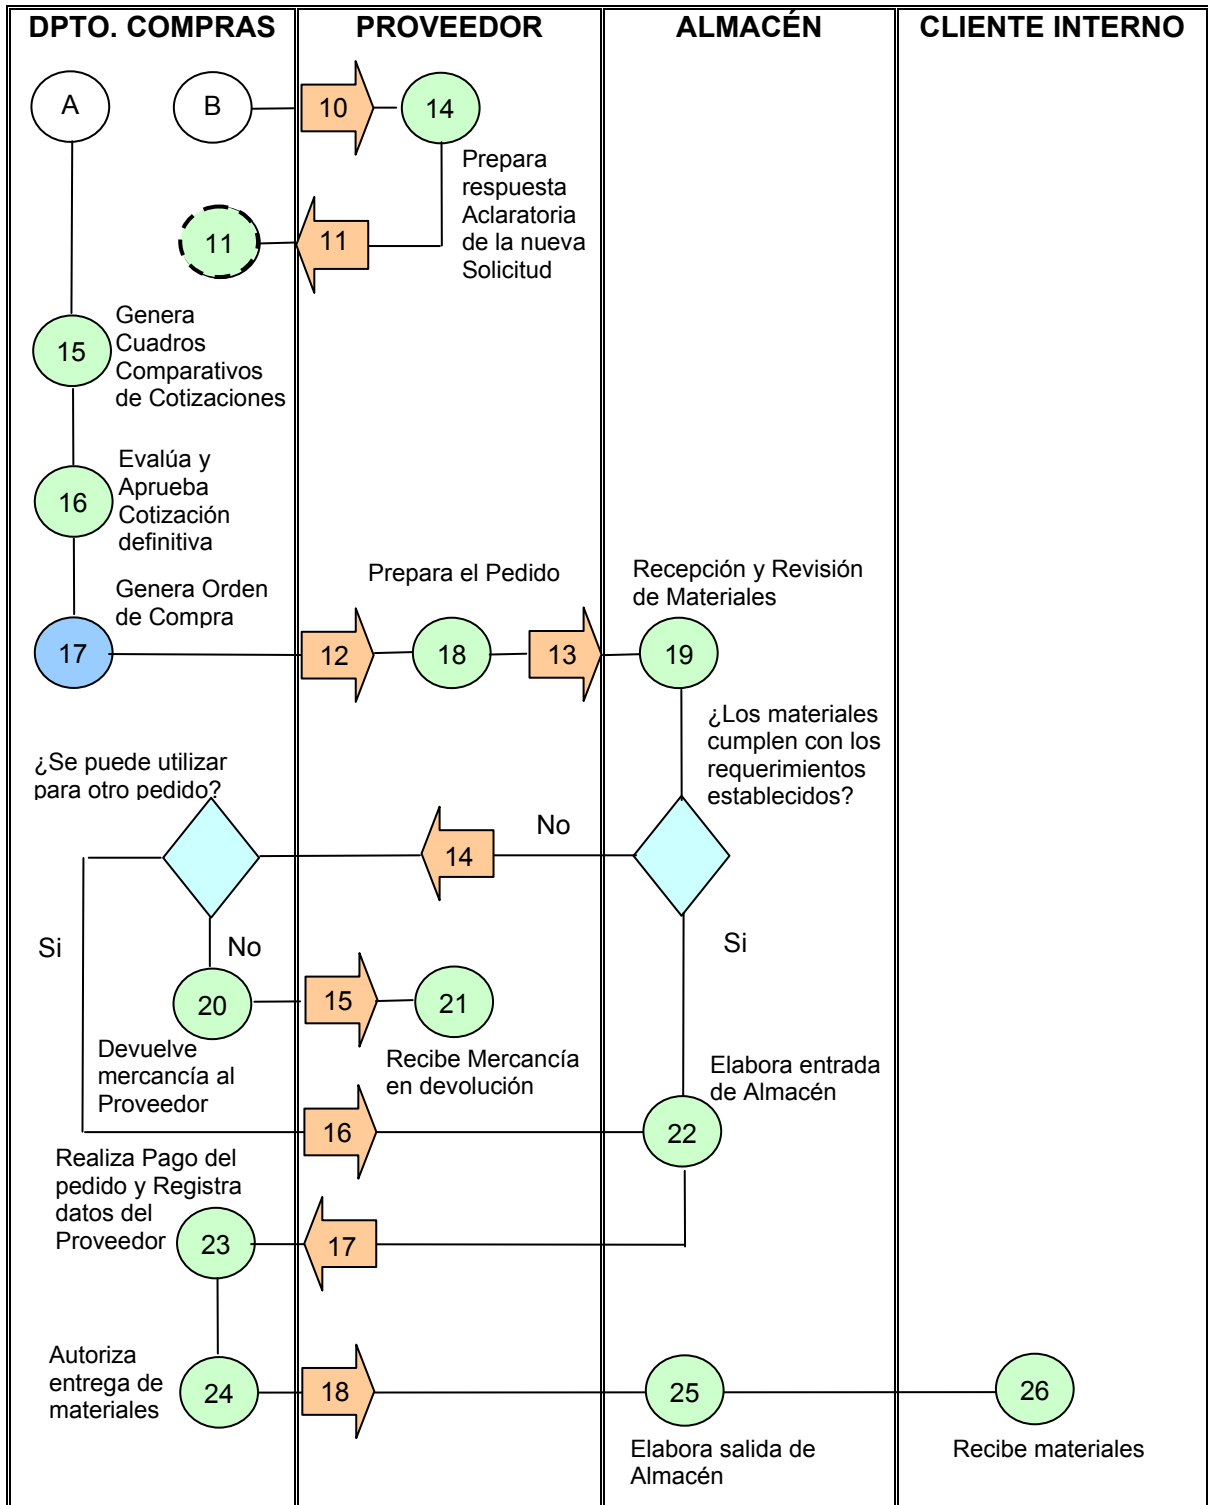 DPTO. COMPRAS
PROVEEDOR
ALMACÉN
CLIENTE INTERNO
A
B
10
14
Prepara
respuesta
Aclaratoria
de la nueva
Solicitud
11
11
Genera
Cuadros
Comparativos
de Cotizaciones
15
Evalúa y
Aprueba
Cotización
definitiva
16
Genera Orden
de Compra
17
12
Prepara el Pedido
18
13
Recepción y Revisión
de Materiales
19
¿Los materiales
cumplen con los
requerimientos
establecidos?
¿Se puede utilizar
para otro pedido?
No
14
Si
No
Si
20
15
21
Devuelve
mercancía al
Proveedor
Recibe Mercancía
en devolución
Elabora entrada
de Almacén
16
22
Realiza Pago del
pedido y Registra
datos del
Proveedor
23
17
Autoriza
entrega de
materiales
24
18
25
26
Elabora salida de
Almacén
Recibe materiales